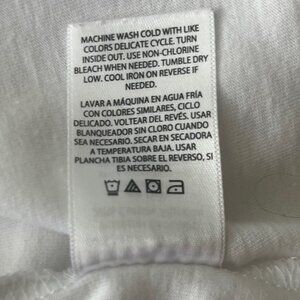 MACHINE WASH COLD WITH LIKE
COLORS DELICATE CYCLE. TURN
INSIDE OUT. USE NON-CHLORINE
BLEACH WHEN NEEDED. TUMBLE DRY
LOW. COOL IRON ON REVERSE IF
NEEDED.
LAVAR A MÁQUINA EN AGUA FRÍA
CON COLORES SIMILARES, CICLO
DELICADO. VOLTEAR DEL REVÉS. USAR
BLANQUEADOR SIN CLORO CUANDO
SEA NECESARIO. SECAR EN SECADORA
A TEMPERATURA BAJA. USAR
PLANCHA TIBIA SOBRE EL REVERSO, SI
ES NECESARIO.